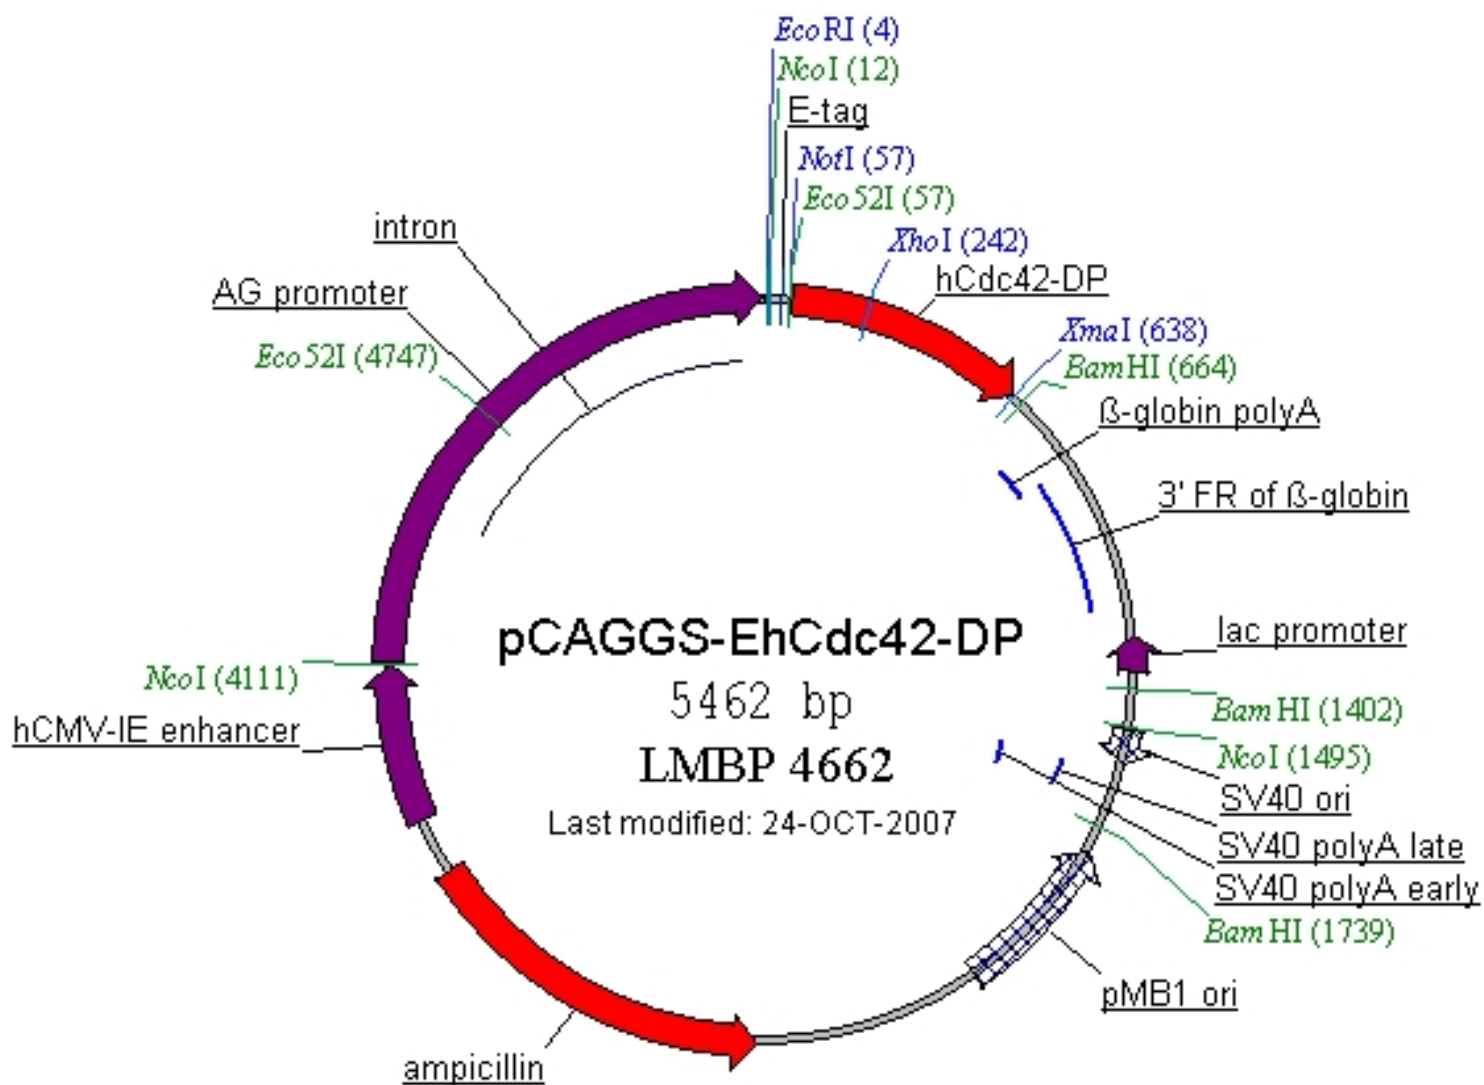 EcoRI (4)
NcoI (12)
E-tag
NotI (57)
Eco52I (57)
XhoI (242)
hCdc42-DP
XmaI (638)
BamHI (664)
ß-globin polyA
3' FR of ß-globin
lac promoter
BamHI (1402)
NcoI (1495)
SV40 ori
SV40 polyA late
SV40 polyA early
BamHI (1739)
pMB1 ori
ampicillin
hCMV-IE enhancer
NcoI (4111)
Eco52I (4747)
AG promoter
intron
pCAGGS-EhCdc42-DP
5462 bp
LMBP 4662
Last modified: 24-OCT-2007